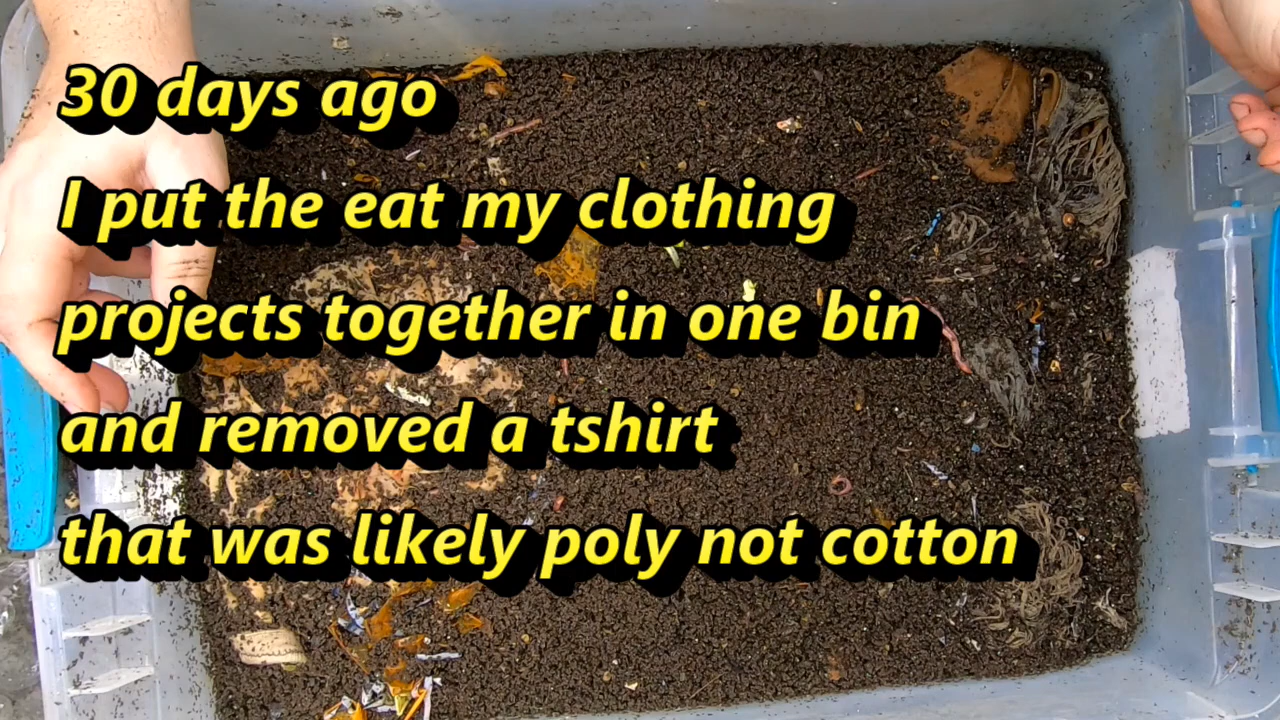 30 days ago
I put the eat my clothing
projects together in one bin
and removed a tshirt
that was likely poly not cotton